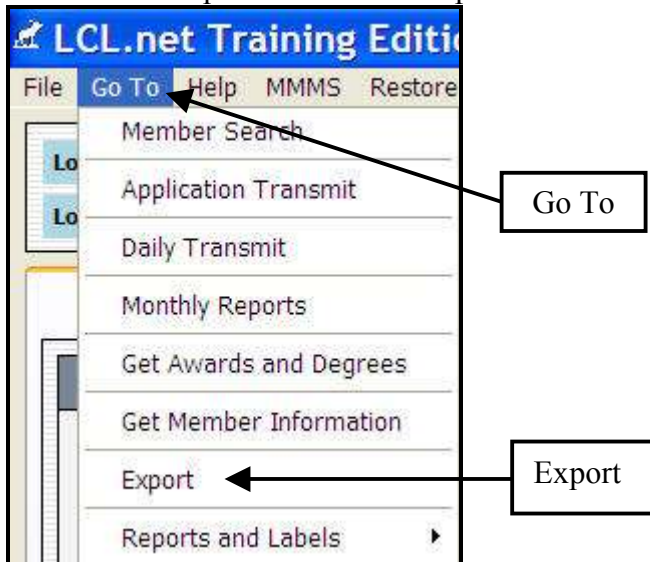 LCL.net Training Editi
File Go To Help MMMS Restore
Member Search
Lo
Application Transmit
Go To
Lo
Daily Transmit
Monthly Reports
Get Awards and Degrees
Get Member Information
Export
Export
Reports and Labels